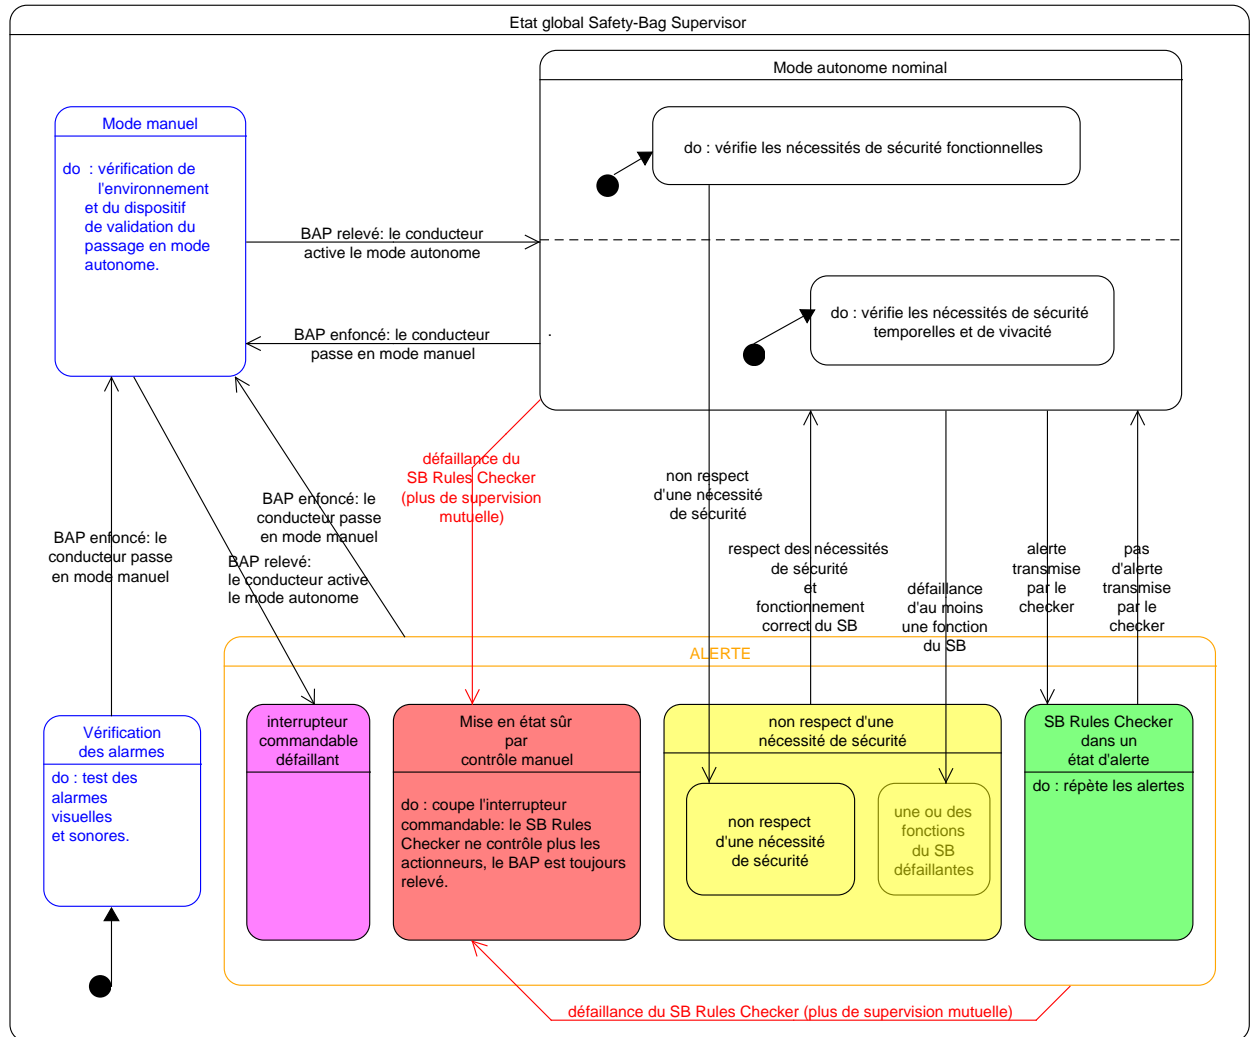 Etat global Safety-Bag Supervisor
Mode autonome nominal
do : vérifie les nécessités de sécurité fonctionnelles
do : vérifie les nécessités de sécurité
temporelles et de vivacité
Mode manuel
do : vérification de
l'environnement
et du dispositif
de validation du
passage en mode
autonome.
BAP relevé: le conducteur
active le mode autonome
BAP enfoncé: le conducteur
passe en mode manuel
.
défaillance du
SB Rules Checker
(plus de supervision
mutuelle)
non respect
d'une nécessité
de sécurité
BAP enfoncé: le
conducteur passe
en mode manuel
BAP enfoncé: le
conducteur passe
en mode manuel
BAP relevé:
le conducteur active
le mode autonome
respect des nécessités
de sécurité
et
fonctionnement
correct du SB
défaillance
d'au moins
une fonction
du SB
alerte
transmise
par le
checker
pas
d'alerte
transmise
par le
checker
ALERTE
Vérification
des alarmes
do : test des
alarmes
visuelles
et sonores.
interrupteur
commandable
défaillant
Mise en état sûr
par
contrôle manuel
do : coupe l'interrupteur
commandable: le SB Rules
Checker ne contrôle plus les
actionneurs, le BAP est toujours
relevé.
non respect d'une
nécessité de sécurité
non respect
d'une nécessité
de sécurité
une ou des
fonctions
du SB
défaillantes
SB Rules Checker
dans un
état d'alerte
do : répète les alertes
défaillance du SB Rules Checker (plus de supervision mutuelle)